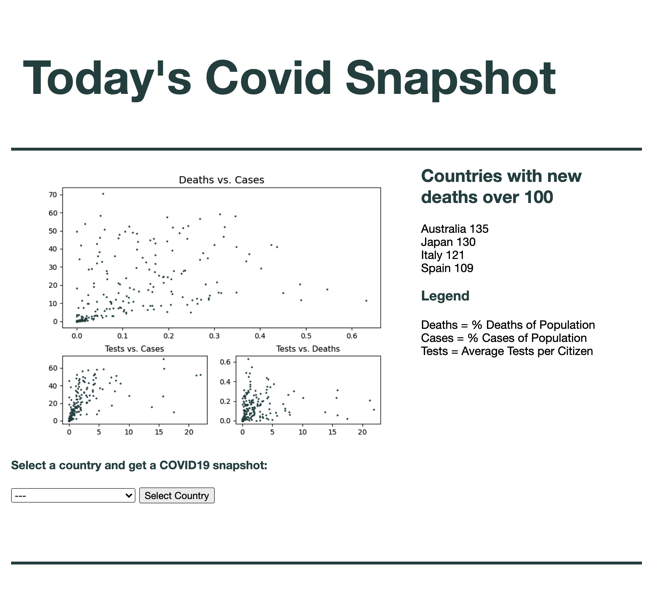 Today's Covid Snapshot
Deaths vs. Cases
70
60
50
40
30
20
10
0
0.0 0.1 0.2 0.3 0.4 0.5 0.6
Tests vs. Cases
60
40
20
0
0 5 10 15 20
Tests vs. Deaths
0.6
0.4
0.2
0.0
0 5 10 15 20
Countries with new
deaths over 100
Australia 135
Japan 130
Italy 121
Spain 109
Legend
Deaths = % Deaths of Population
Cases = % Cases of Population
Tests = Average Tests per Citizen
Select a country and get a COVID19 snapshot:
--- Select Country